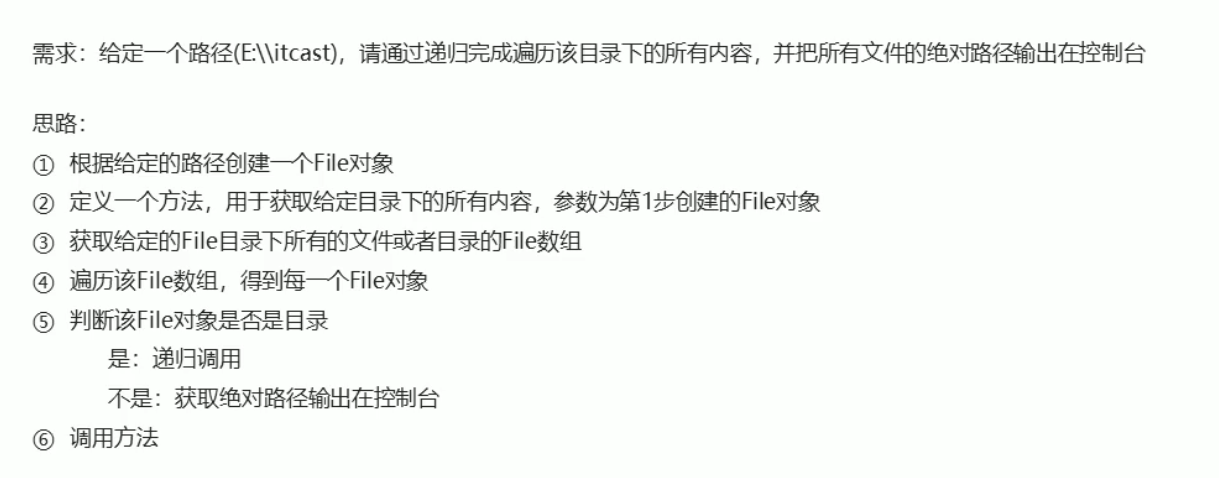 需求：给定一个路径(E:\\itcast)，请通过递归完成遍历该目录下的所有内容，并把所有文件的绝对路径输出在控制台
思路：
① 根据给定的路径创建一个File对象
② 定义一个方法，用于获取给定目录下的所有内容，参数为第1步创建的File对象
③ 获取给定的File目录下所有的文件或者目录的File数组
④ 遍历该File数组，得到每一个File对象
⑤ 判断该File对象是否是目录
是：递归调用
不是：获取绝对路径输出在控制台
⑥ 调用方法